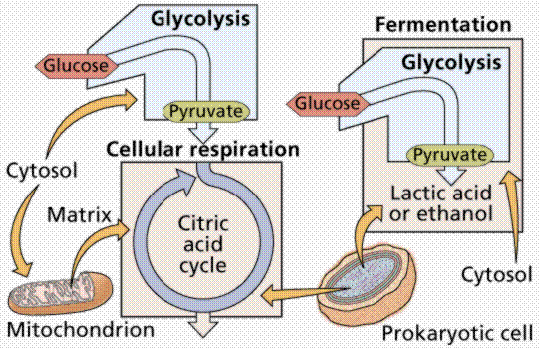 Glycolysis
Glucose
Pyruvate
Cellular respiration
Cytosol
Matrix
Citric
acid
cycle
Mitochondrion
Fermentation
Glycolysis
Glucose
Pyruvate
Lactic acid
or ethanol
Cytosol
Prokaryotic cell